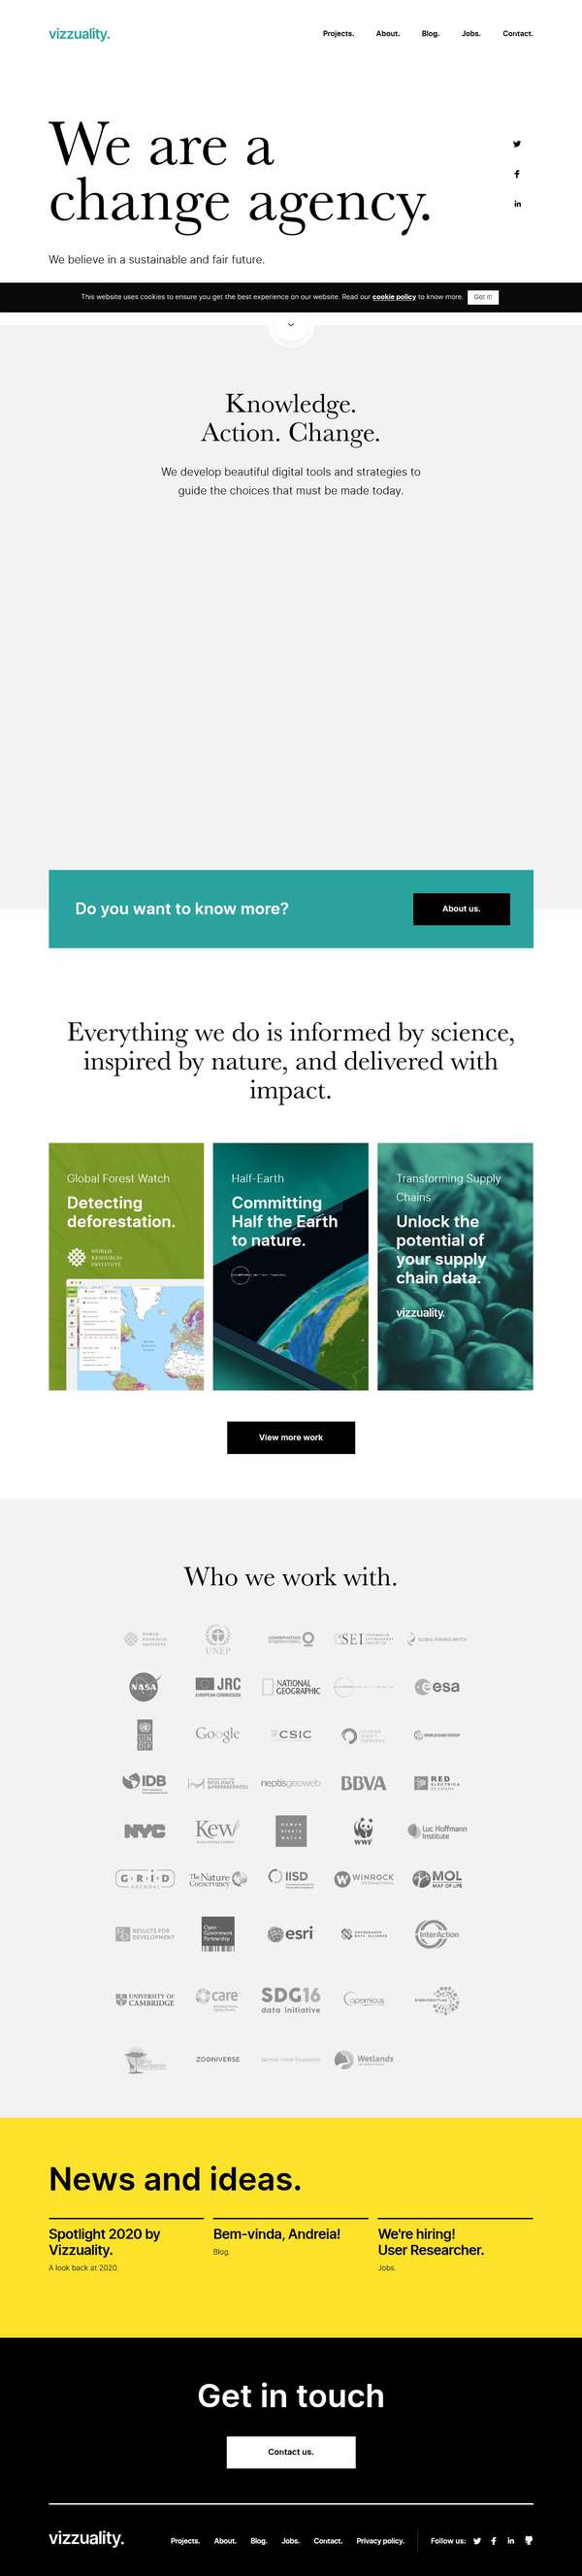 vizzuality.
Projects. About. Blog. Jobs. Contact.
We are a
change agency.
We believe in a sustainable and fair future.
This website uses cookies to ensure you get the best experience on our website. Read our cookie policy to know more. Got it!
Knowledge.
Action. Change.
We develop beautiful digital tools and strategies to
guide the choices that must be made today.
Do you want to know more?
About us.
Everything we do is informed by science,
inspired by nature, and delivered with
impact.
Global Forest Watch
Detecting
deforestation.
WORLD
RESOURCES
INSTITUTE
Half-Earth
Committing
Half the Earth
to nature.
Transforming Supply
Chains
Unlock the
potential of
your supply
chain data.
vizzuality.
View more work
Who we work with.
WORLD
RESOURCES
INSTITUTE
UNEP
CONSERVATION
INTERNATIONAL
SEI
GLOBAL FISHING WATCH
NASA
JRC
EUROPEAN COMMISSION
NATIONAL
GEOGRAPHIC
esa
Google
CSIC
WORLD BANK GROUP
IDB
RESILIENCE
&PREPAREDNESS
neptisgeoweb
BBVA
RED
ELÉCTRICA
NYC
Kew
HUMAN
RIGHTS
WATCH
WWF
Luc Hoffmann
Institute
GRID
ARENDAL
The Nature
Conservancy
IISD
WINROCK
INTERNATIONAL
MOL
MAP OF LIFE
RESULTS FOR
DEVELOPMENT
Open
Government
Partnership
esri
GOVERNANCE
DATA ALLIANCE
InterAction
UNIVERSITY OF
CAMBRIDGE
care
SDG16
data initiative
Copernicus
ZOONIVERSE
Wetlands
News and ideas.
Spotlight 2020 by
Vizzuality.
A look back at 2020.
Bem-vinda, Andreia!
Blog.
We're hiring!
User Researcher.
Jobs.
Get in touch
Contact us.
vizzuality.
Projects. About. Blog. Jobs. Contact. Privacy policy. Follow us: